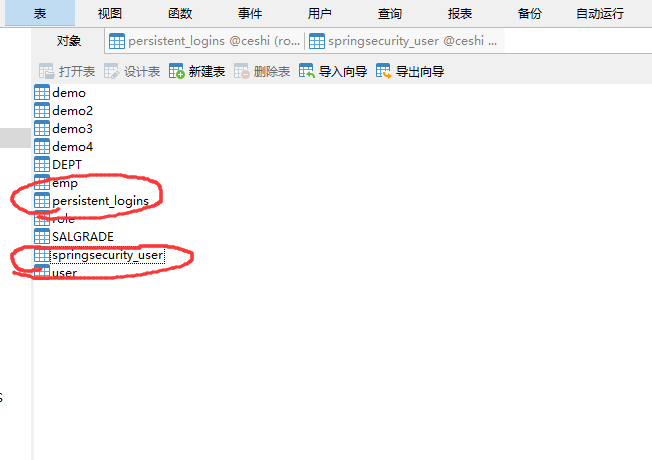 表 视图 函数 事件 用户 查询 报表 备份 自动运行
对象 persistent_logins @ceshi (ro... springsecurity_user @ceshi ...
打开表 设计表 新建表 删除表 导入向导 导出向导
demo
demo2
demo3
demo4
DEPT
emp
persistent_logins
role
SALGRADE
springsecurity_user
user